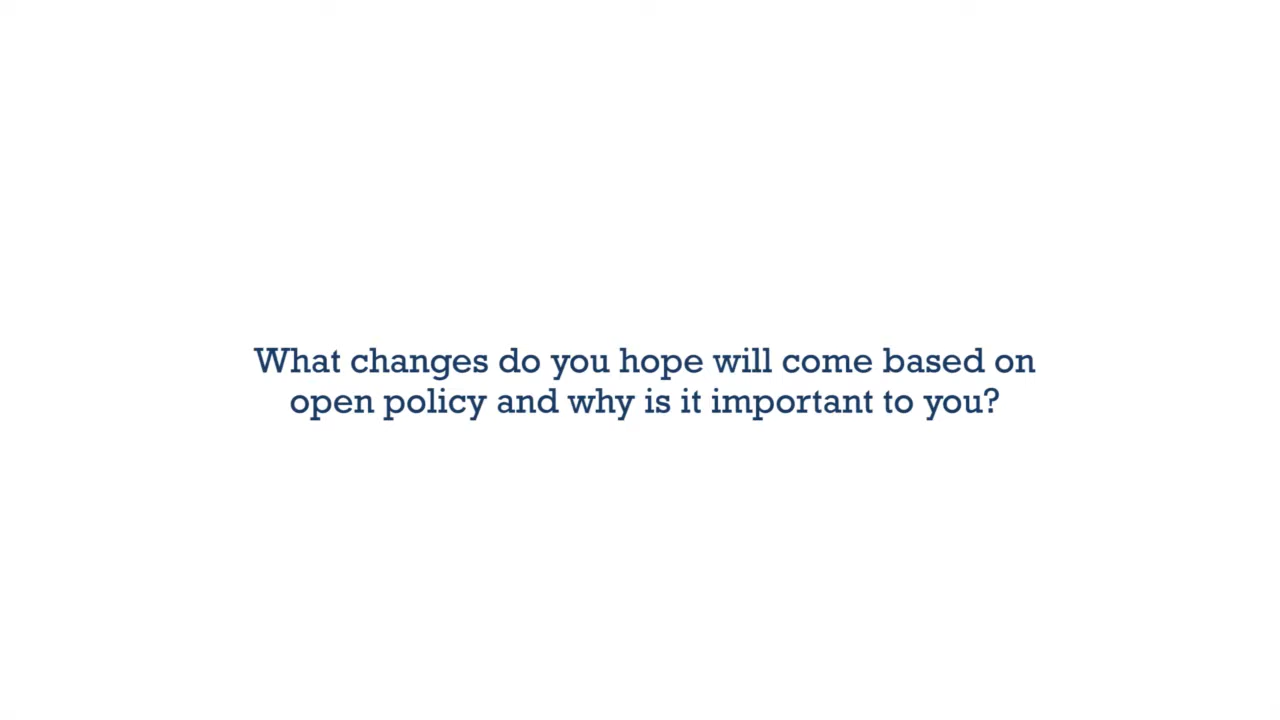 What changes do you hope will come based on
open policy and why is it important to you?